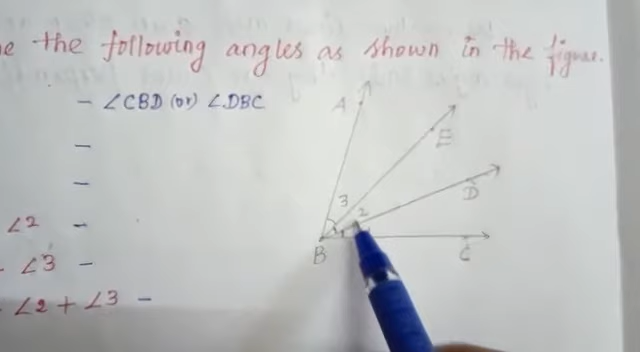 the following angles as shown in the figure.
- ∠CBD (or) ∠DBC
-
-
∠2 -
∠3 -
∠2 + ∠3 -
A
E
D
3
2
B
C